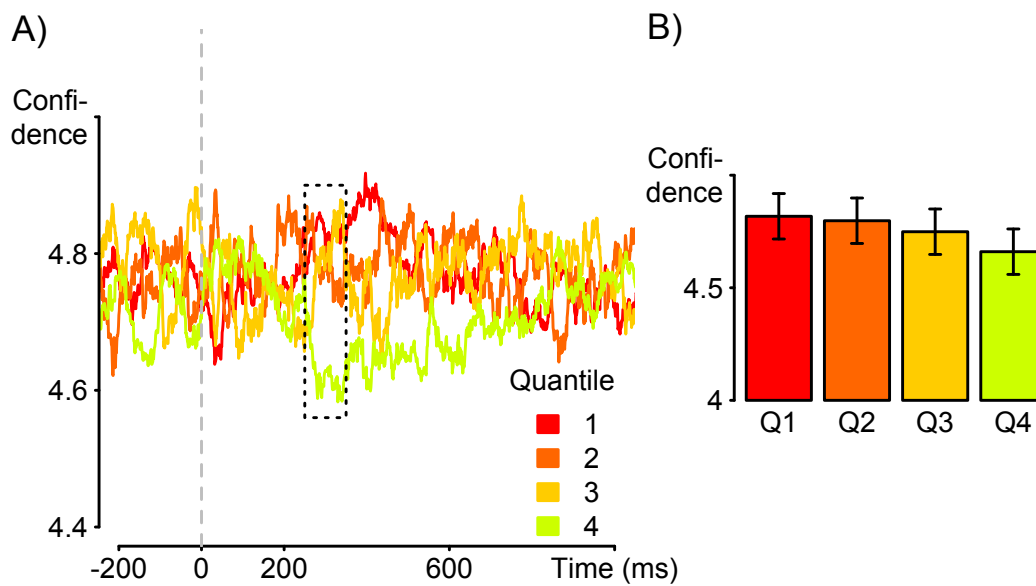 A)
Confi-
dence
4.8
4.6
4.4
-200 0 200 600 Time (ms)
Quantile
1
2
3
4
B)
Confi-
dence
4.5
4
Q1 Q2 Q3 Q4